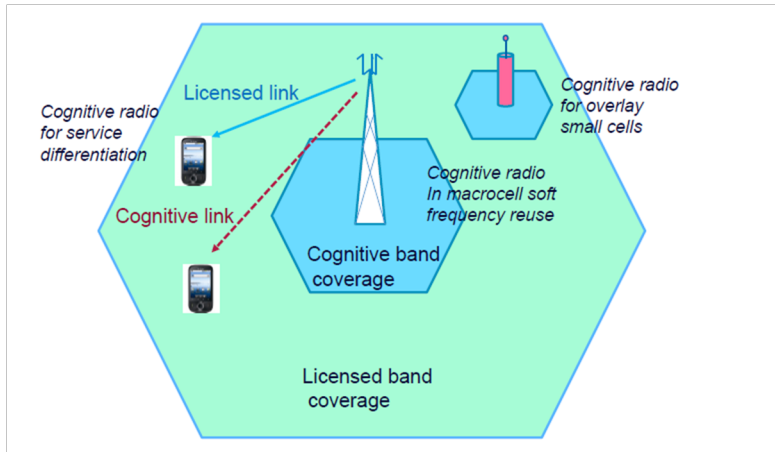 Licensed link
Cognitive radio
for service
differentiation
Cognitive radio
for overlay
small cells
Cognitive radio
In macrocell soft
frequency reuse
Cognitive link
Cognitive band
coverage
Licensed band
coverage